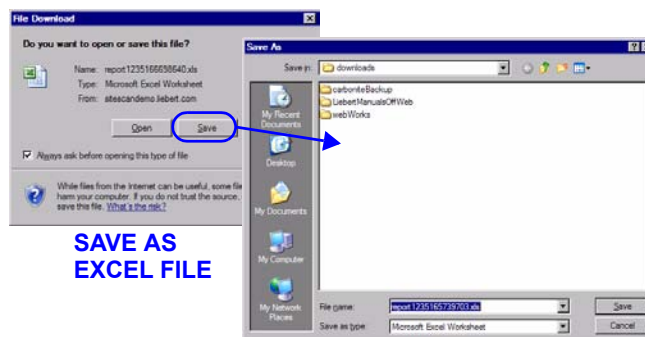 File Download
Do you want to open or save this file?
Name: report1235166698640.xls
Type: Microsoft Excel Worksheet
From: sitescandemo.liebert.com
Open
Save
Always ask before opening this type of file
While files from the Internet can be useful, some file
harm your computer. If you do not trust the source,
save this file. What's the risk?
SAVE AS
EXCEL FILE
Save As
Save in:
downloads
carboniteBackup
LiebertManualsOffWeb
webWorks
My Recent
Documents
Desktop
My Documents
My Computer
My Network
Places
File name:
report1235165739703.xls
Save
Save as type:
Microsoft Excel Worksheet
Cancel